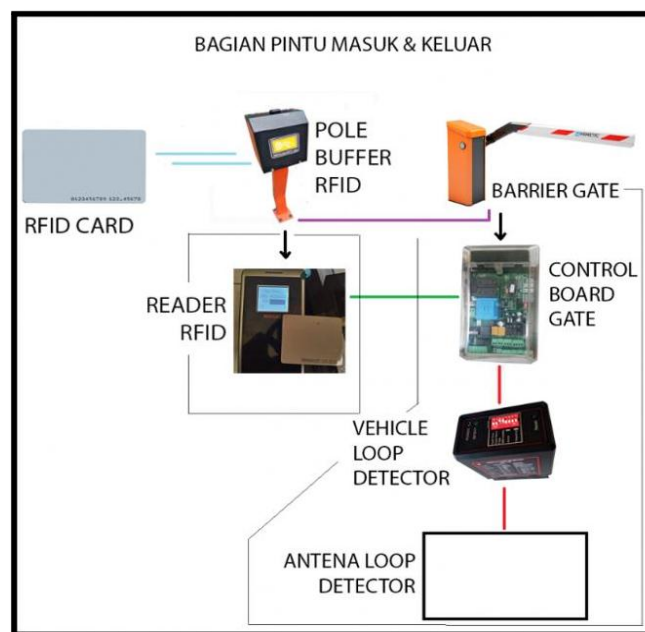 BAGIAN PINTU MASUK & KELUAR
POLE
BUFFER
RFID
BARRIER GATE
RFID CARD
READER
RFID
CONTROL
BOARD
GATE
VEHICLE
LOOP
DETECTOR
ANTENA LOOP
DETECTOR